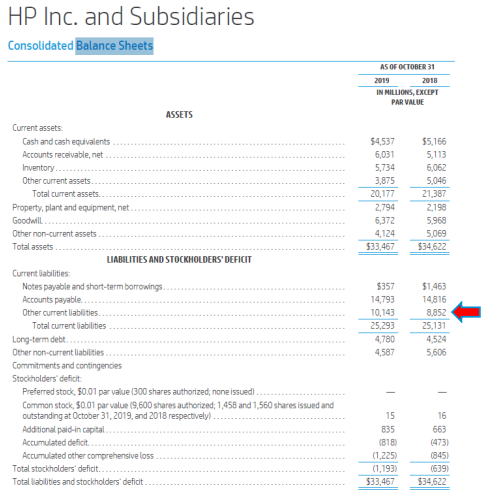 HP Inc. and Subsidiaries
Consolidated Balance Sheets
AS OF OCTOBER 31
2019 2018
IN MILLIONS, EXCEPT
PAR VALUE
ASSETS
Current assets:
Cash and cash equivalents $4,537 $5,166
Accounts receivable, net 6,031 5,113
Inventory 5,734 6,062
Other current assets 3,875 5,046
Total current assets 20,177 21,387
Property, plant and equipment, net 2,794 2,198
Goodwill 6,372 5,968
Other non-current assets 4,124 5,069
Total assets $33,467 $34,622
LIABILITIES AND STOCKHOLDERS' DEFICIT
Current liabilities:
Notes payable and short-term borrowings $357 $1,463
Accounts payable 14,793 14,816
Other current liabilities 10,143 8,852
Total current liabilities 25,293 25,131
Long-term debt 4,780 4,524
Other non-current liabilities 4,587 5,606
Commitments and contingencies
Stockholders' deficit:
Preferred stock, $0.01 par value (300 shares authorized; none issued) — —
Common stock, $0.01 par value (9,600 shares authorized; 1,458 and 1,560 shares issued and
outstanding at October 31, 2019, and 2018 respectively) 15 16
Additional paid-in capital 835 663
Accumulated deficit (818) (473)
Accumulated other comprehensive loss (1,225) (845)
Total stockholders' deficit (1,193) (639)
Total liabilities and stockholders' deficit $33,467 $34,622